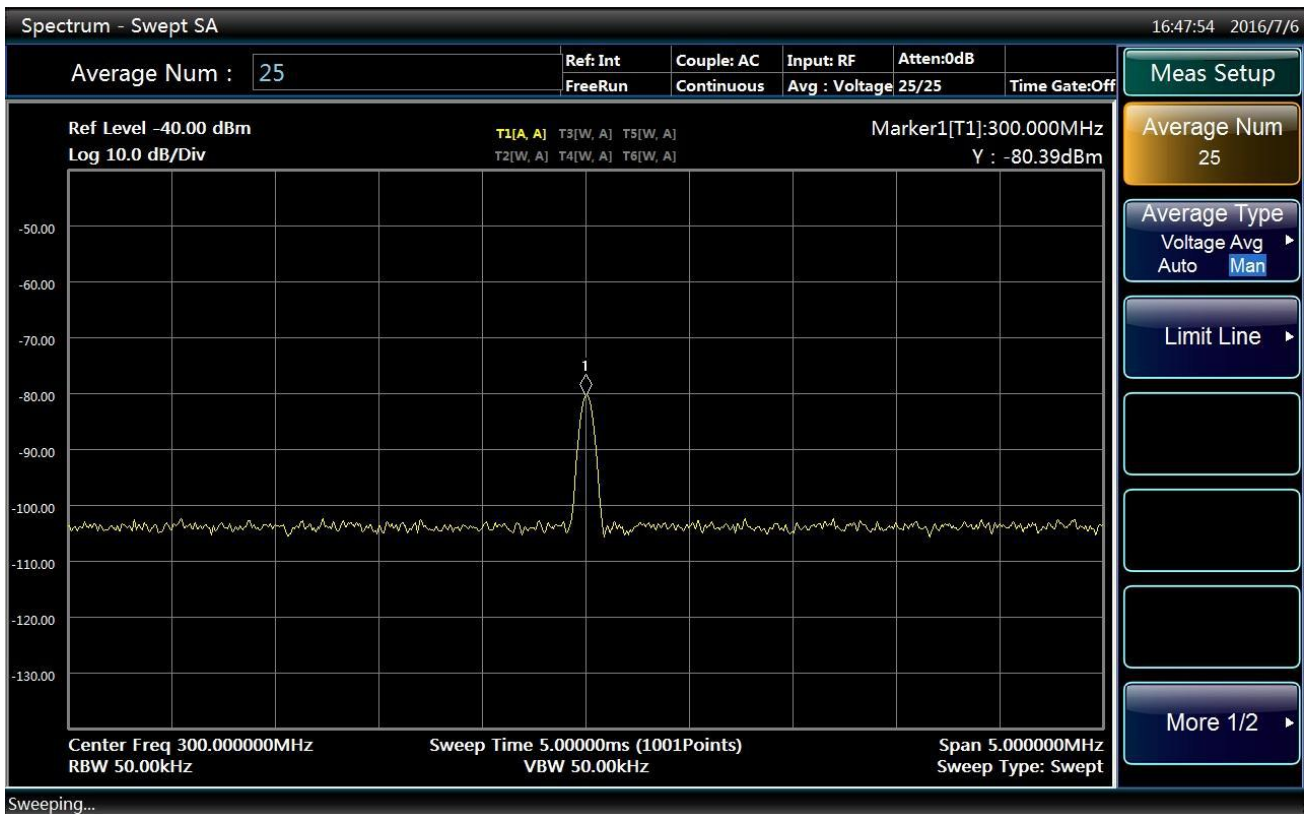 Spectrum - Swept SA
16:47:54 2016/7/6
Average Num : 25
Ref: Int Couple: AC Input: RF Atten:0dB
FreeRun Continuous Avg : Voltage 25/25 Time Gate:Off
Meas Setup
Ref Level -40.00 dBm
Log 10.0 dB/Div
T1[A, A] T3[W, A] T5[W, A]
T2[W, A] T4[W, A] T6[W, A]
Marker1[T1]:300.000MHz
Y : -80.39dBm
-50.00
-60.00
-70.00
-80.00
-90.00
-100.00
-110.00
-120.00
-130.00
1
Center Freq 300.000000MHz
RBW 50.00kHz
Sweep Time 5.00000ms (1001Points)
VBW 50.00kHz
Span 5.000000MHz
Sweep Type: Swept
Average Num
25
Average Type
Voltage Avg
Auto Man
Limit Line
More 1/2
Sweeping...